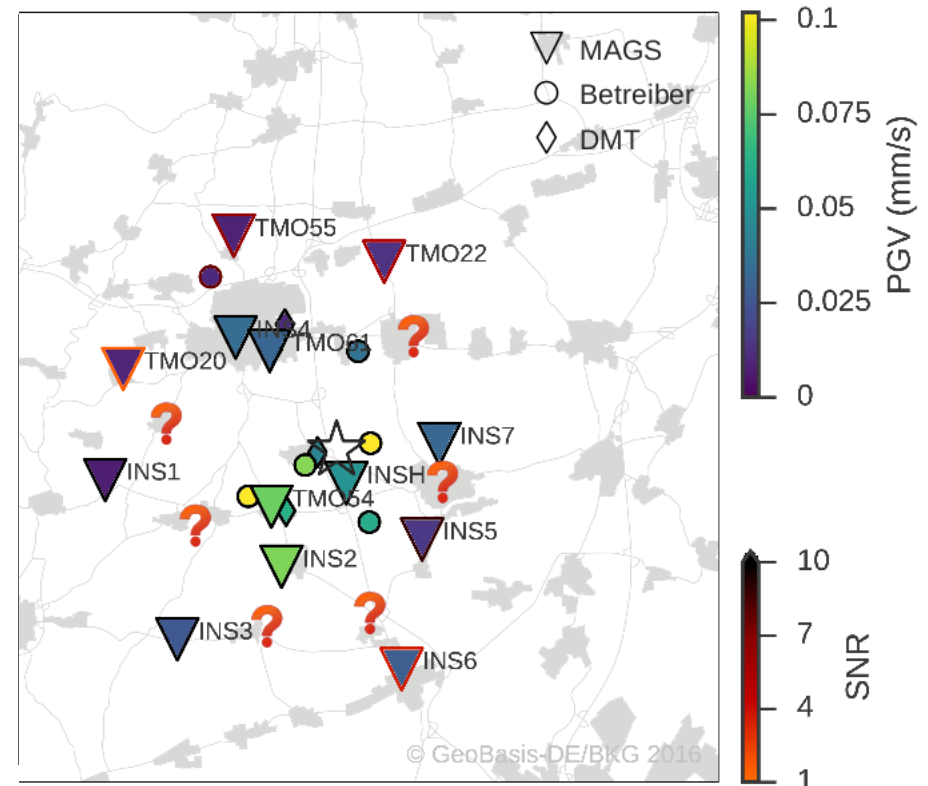 MAGS
Betreiber
DMT
TMO55
TMO22
INS4
TMO61
TMO20
?
?
INS7
INS1
INSH
?
TMO54
?
INS5
INS2
?
?
INS3
INS6
© GeoBasis-DE/BKG 2016
0.1
0.075
0.05
0.025
0
PGV (mm/s)
10
7
4
1
SNR